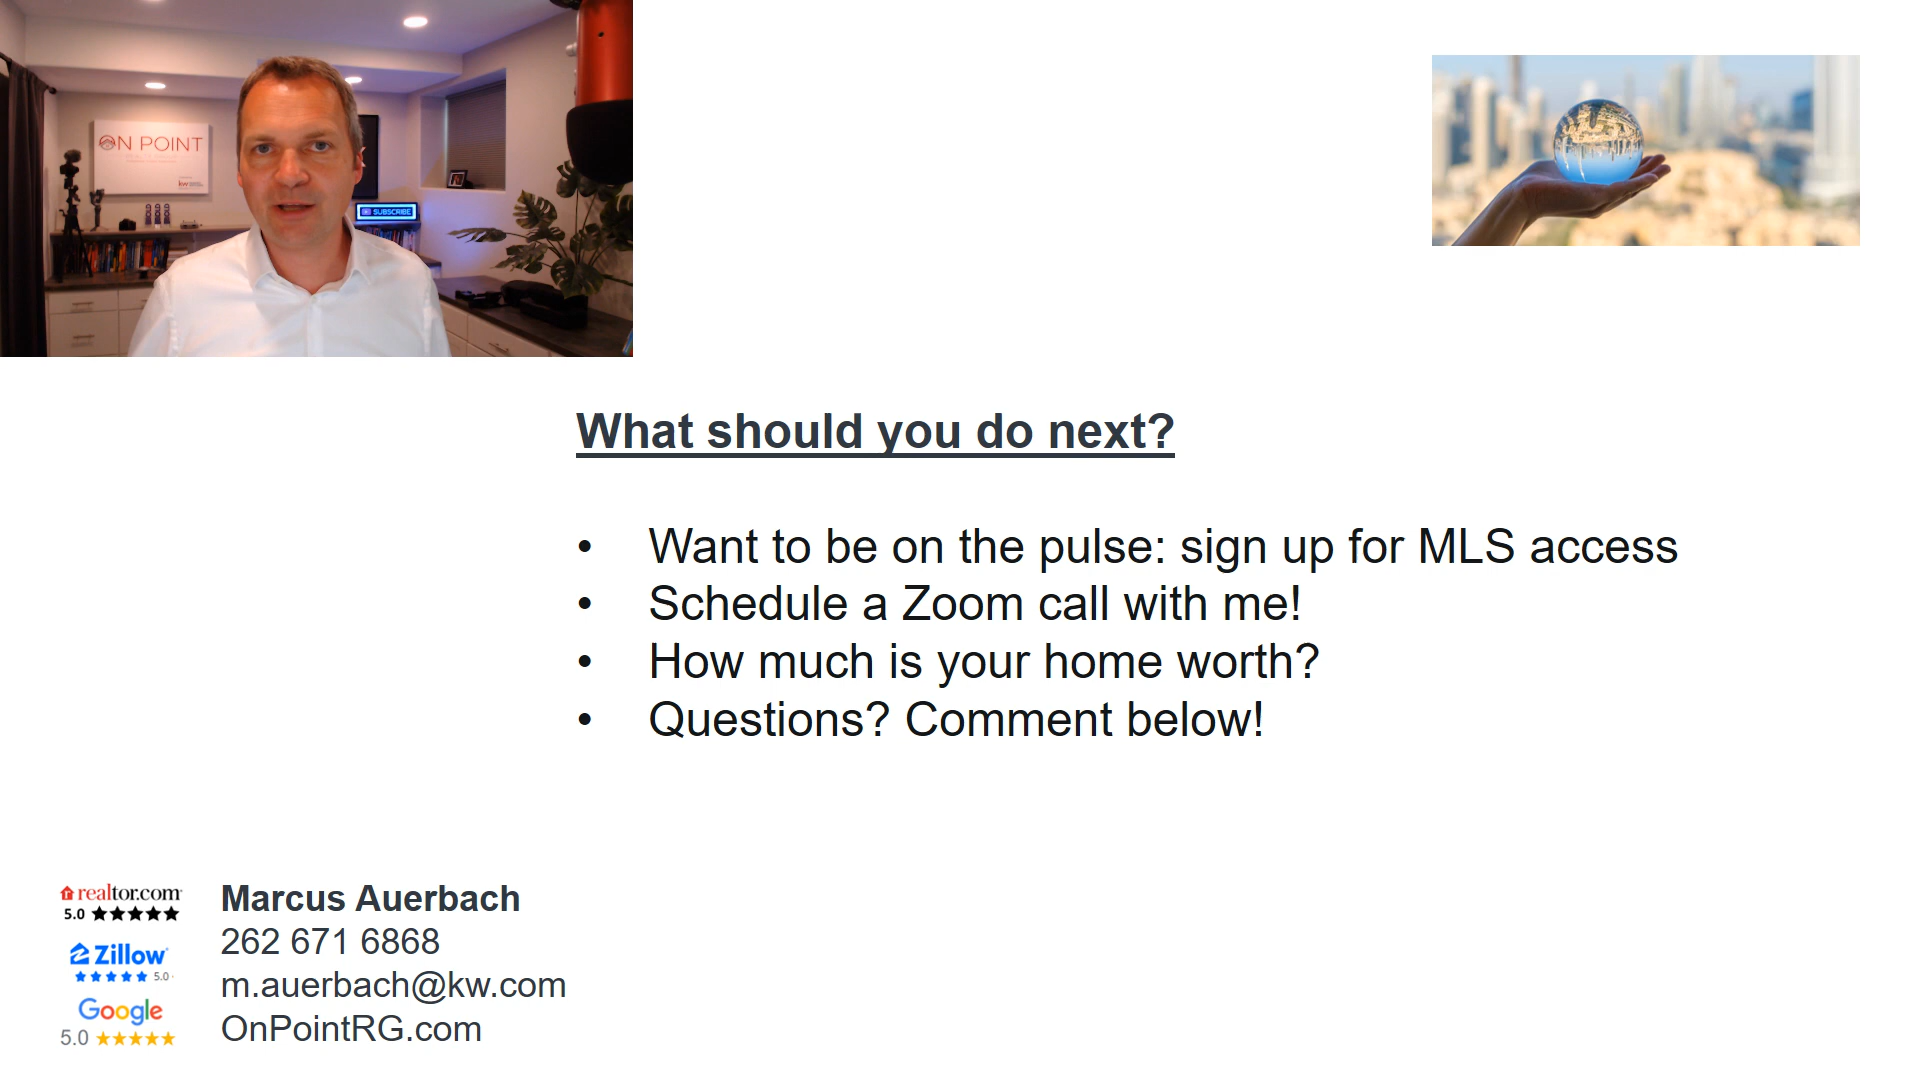 ON POINT
kw
SUBSCRIBE
What should you do next?
• Want to be on the pulse: sign up for MLS access
• Schedule a Zoom call with me!
• How much is your home worth?
• Questions? Comment below!
realtor.com
5.0
Zillow
5.0
Google
5.0
Marcus Auerbach
262 671 6868
m.auerbach@kw.com
OnPointRG.com